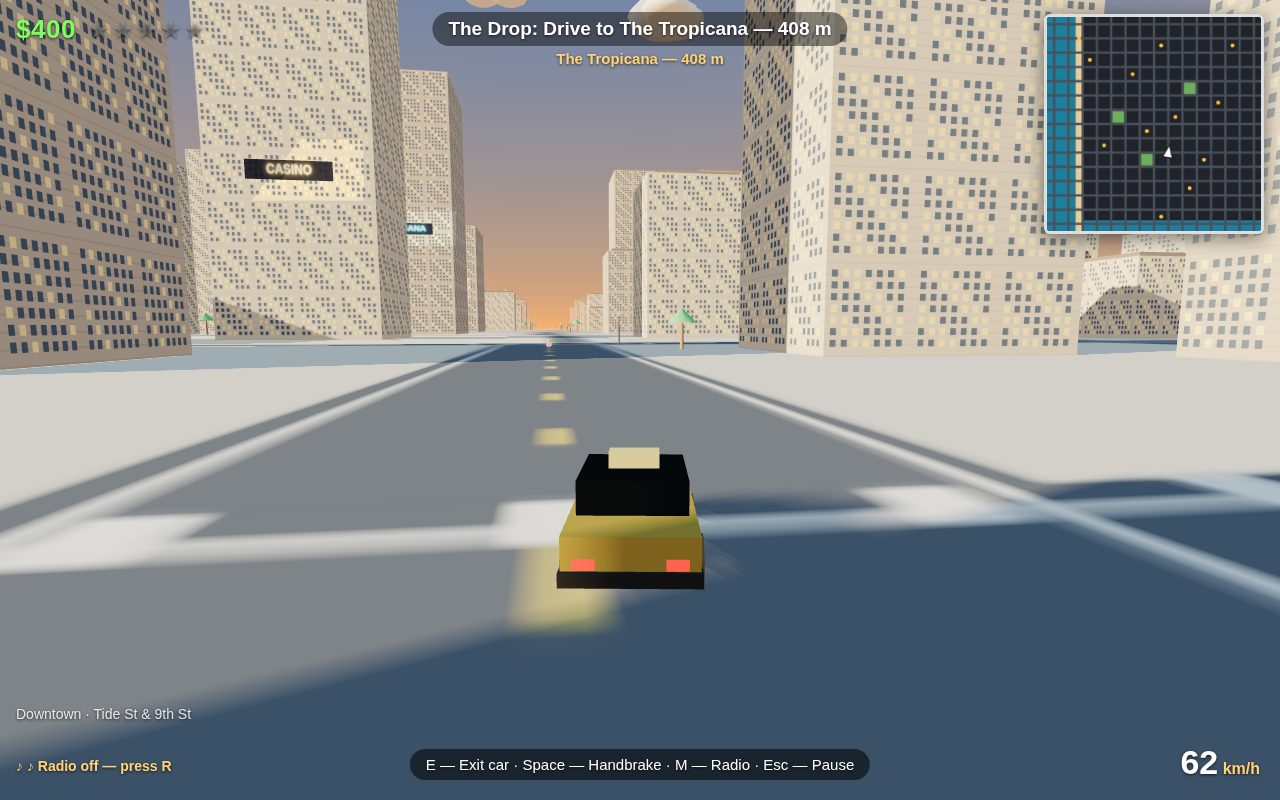 $400
The Drop: Drive to The Tropicana — 408 m
The Tropicana — 408 m
CASINO
ANA
Downtown · Tide St & 9th St
♪ ♪ Radio off — press R
E — Exit car · Space — Handbrake · M — Radio · Esc — Pause
62 km/h